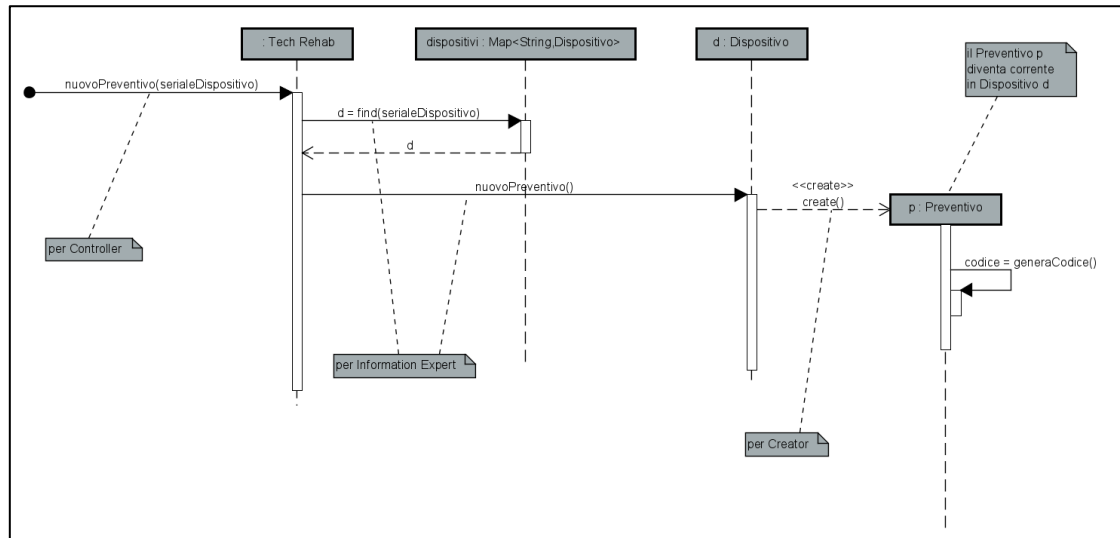 : Tech Rehab
dispositivi : Map<String,Dispositivo>
d : Dispositivo
il Preventivo p
diventa corrente
in Dispositivo d
nuovoPreventivo(serialeDispositivo)
d = find(serialeDispositivo)
d
nuovoPreventivo()
<<create>>
create()
p : Preventivo
per Controller
codice = generaCodice()
per Information Expert
per Creator